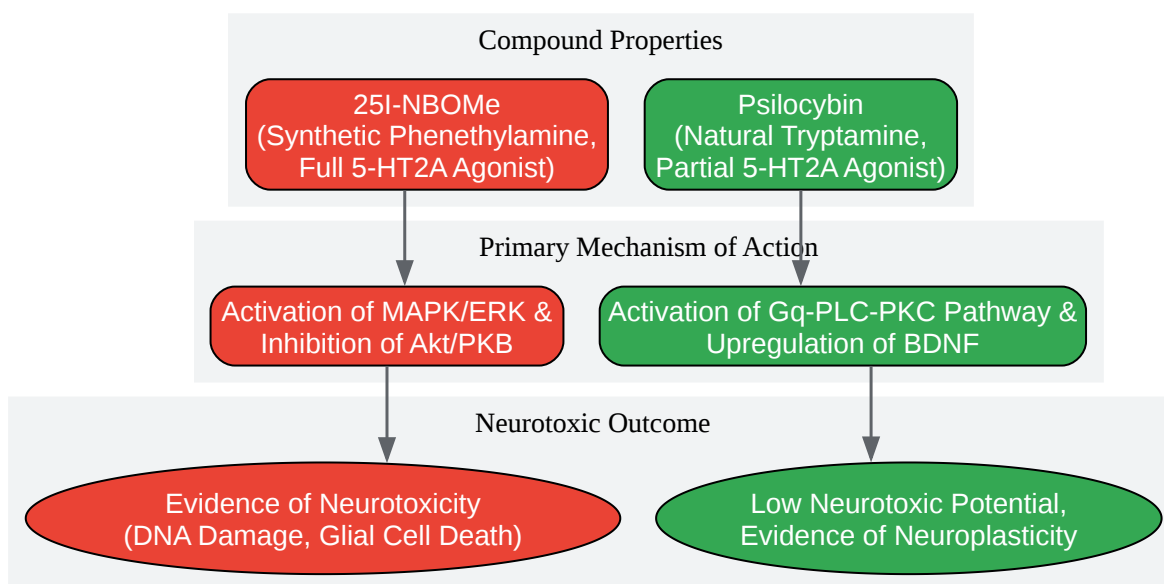 Compound Properties
25I-NBOMe
(Synthetic Phenethylamine,
Full 5-HT2A Agonist)
Psilocybin
(Natural Tryptamine,
Partial 5-HT2A Agonist)
Primary Mechanism of Action
Activation of MAPK/ERK &
Inhibition of Akt/PKB
Activation of Gq-PLC-PKC Pathway &
Upregulation of BDNF
Neurotoxic Outcome
Evidence of Neurotoxicity
(DNA Damage, Glial Cell Death)
Low Neurotoxic Potential,
Evidence of Neuroplasticity